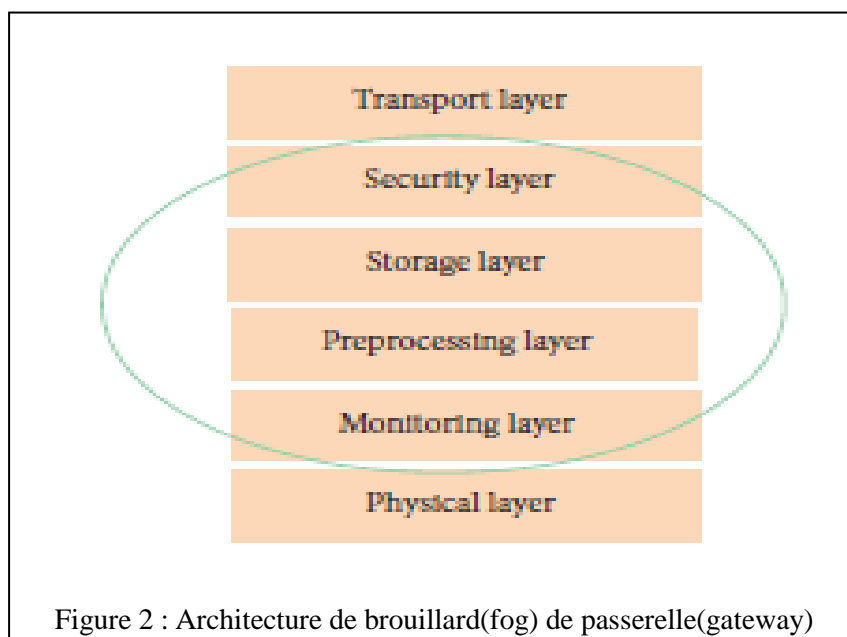 Transport layer
Security layer
Storage layer
Preprocessing layer
Monitoring layer
Physical layer
Figure 2 : Architecture de brouillard(fog) de passerelle(gateway)